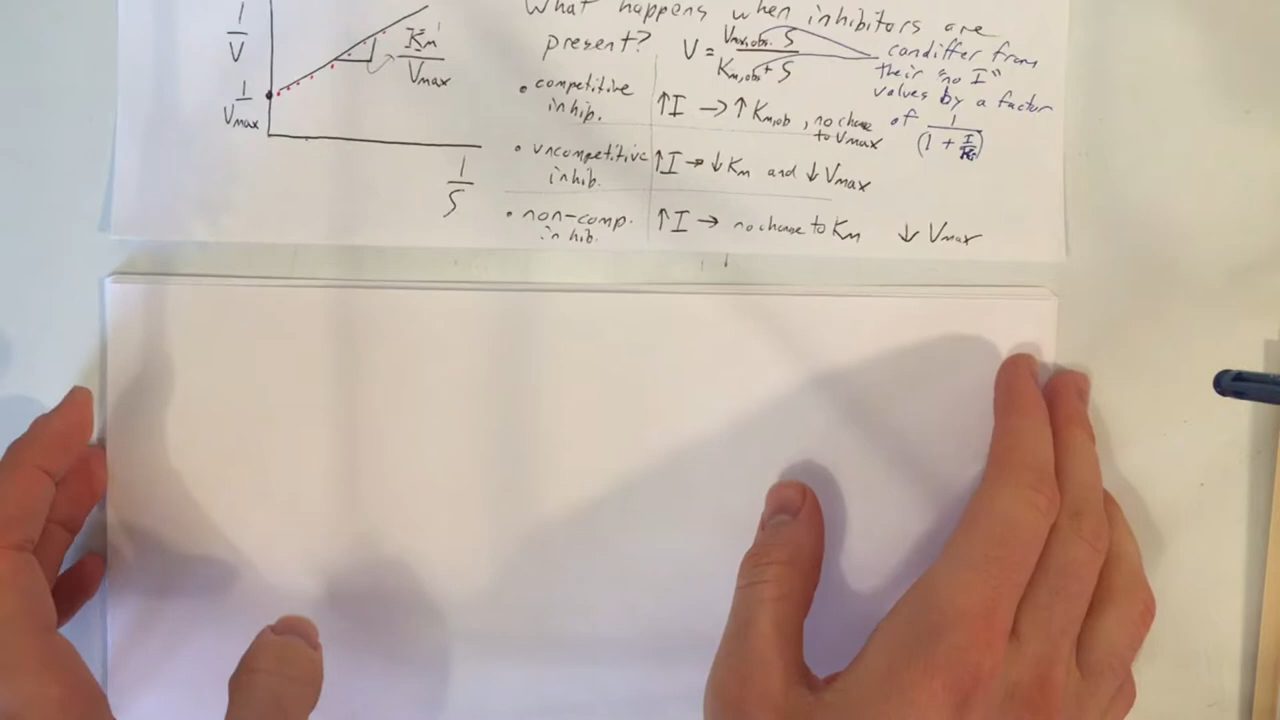 1/V
1/Vmax
Km/Vmax
1/S
What happens when inhibitors are
present? V = Vmx,obs. S / Km,obs + S
can differ from
their "no I"
values by a factor
of 1/(1 + I/Ki)
• competitive inhib. ↑I → ↑ Km,ob, no change to Vmax
• uncompetitive inhib. ↑I → ↓ Km and ↓ Vmax
• non-comp. inhib. ↑I → no change to Km ↓ Vmax